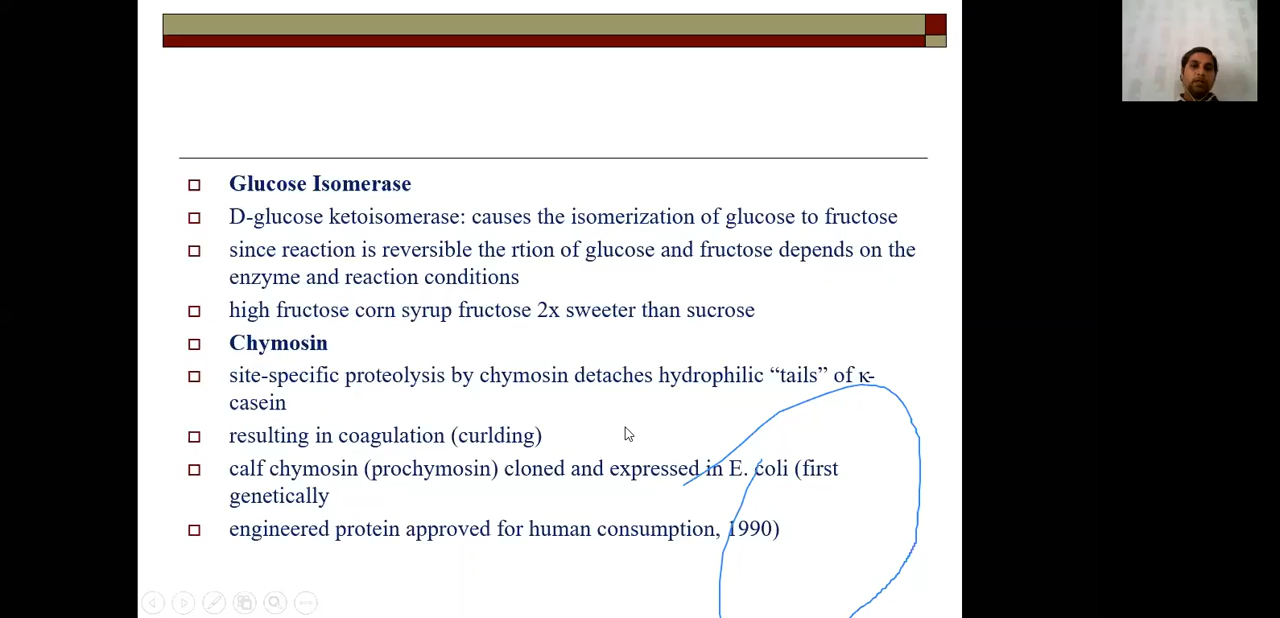 Glucose Isomerase
D-glucose ketoisomerase: causes the isomerization of glucose to fructose
since reaction is reversible the rtion of glucose and fructose depends on the
enzyme and reaction conditions
high fructose corn syrup fructose 2x sweeter than sucrose
Chymosin
site-specific proteolysis by chymosin detaches hydrophilic “tails” of κ-
casein
resulting in coagulation (curlding)
calf chymosin (prochymosin) cloned and expressed in E. coli (first
genetically
engineered protein approved for human consumption, 1990)